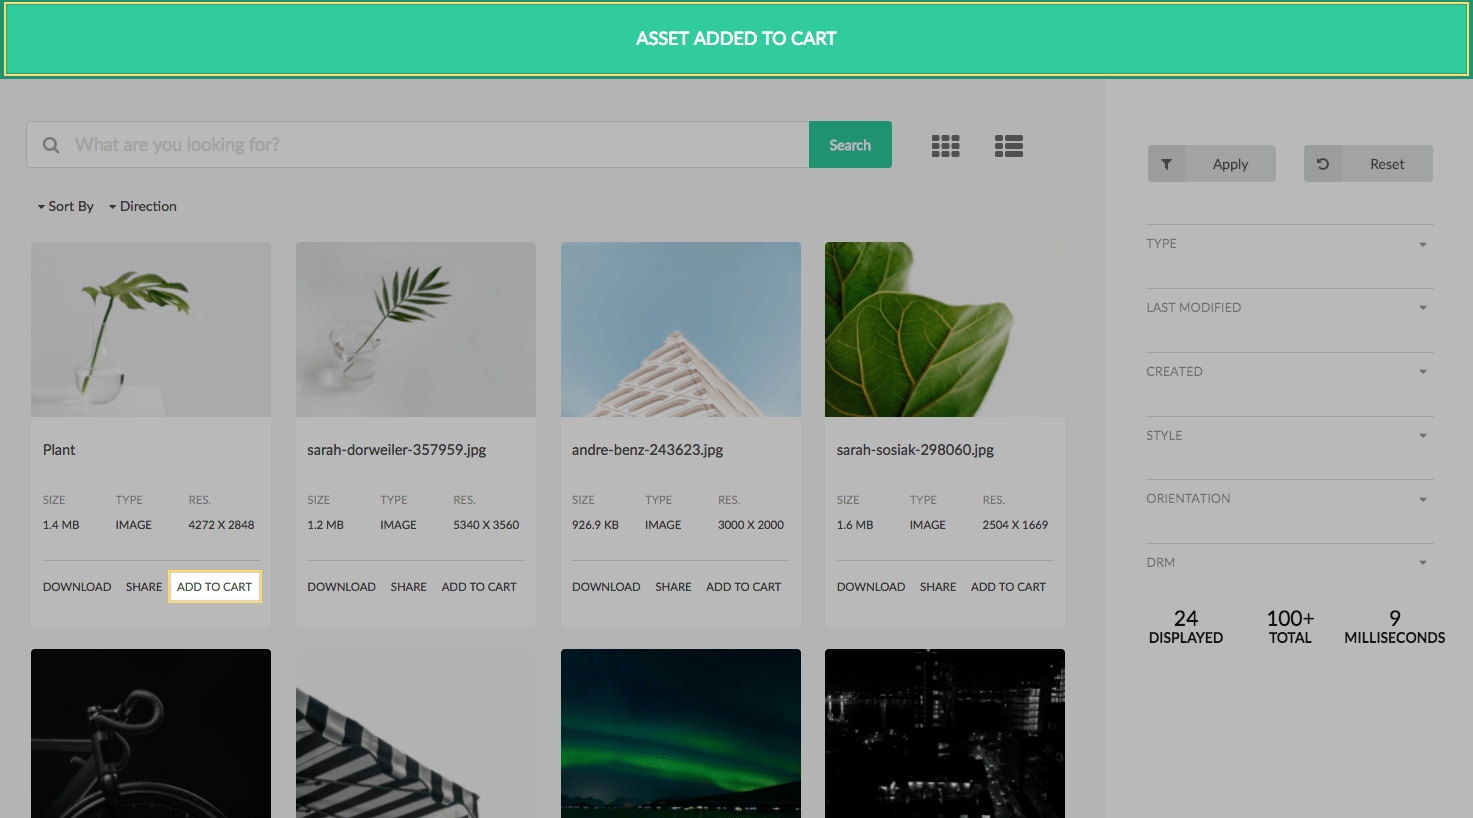 ASSET ADDED TO CART
What are you looking for?
Search
Apply
Reset
Sort By
Direction
Plant
SIZE TYPE RES.
1.4 MB IMAGE 4272 X 2848
DOWNLOAD SHARE ADD TO CART
sarah-dorweiler-357959.jpg
SIZE TYPE RES.
1.2 MB IMAGE 5340 X 3560
DOWNLOAD SHARE ADD TO CART
andre-benz-243623.jpg
SIZE TYPE RES.
926.9 KB IMAGE 3000 X 2000
DOWNLOAD SHARE ADD TO CART
sarah-sosiak-298060.jpg
SIZE TYPE RES.
1.6 MB IMAGE 2504 X 1669
DOWNLOAD SHARE ADD TO CART
TYPE
LAST MODIFIED
CREATED
STYLE
ORIENTATION
DRM
24 100+ 9
DISPLAYED TOTAL MILLISECONDS